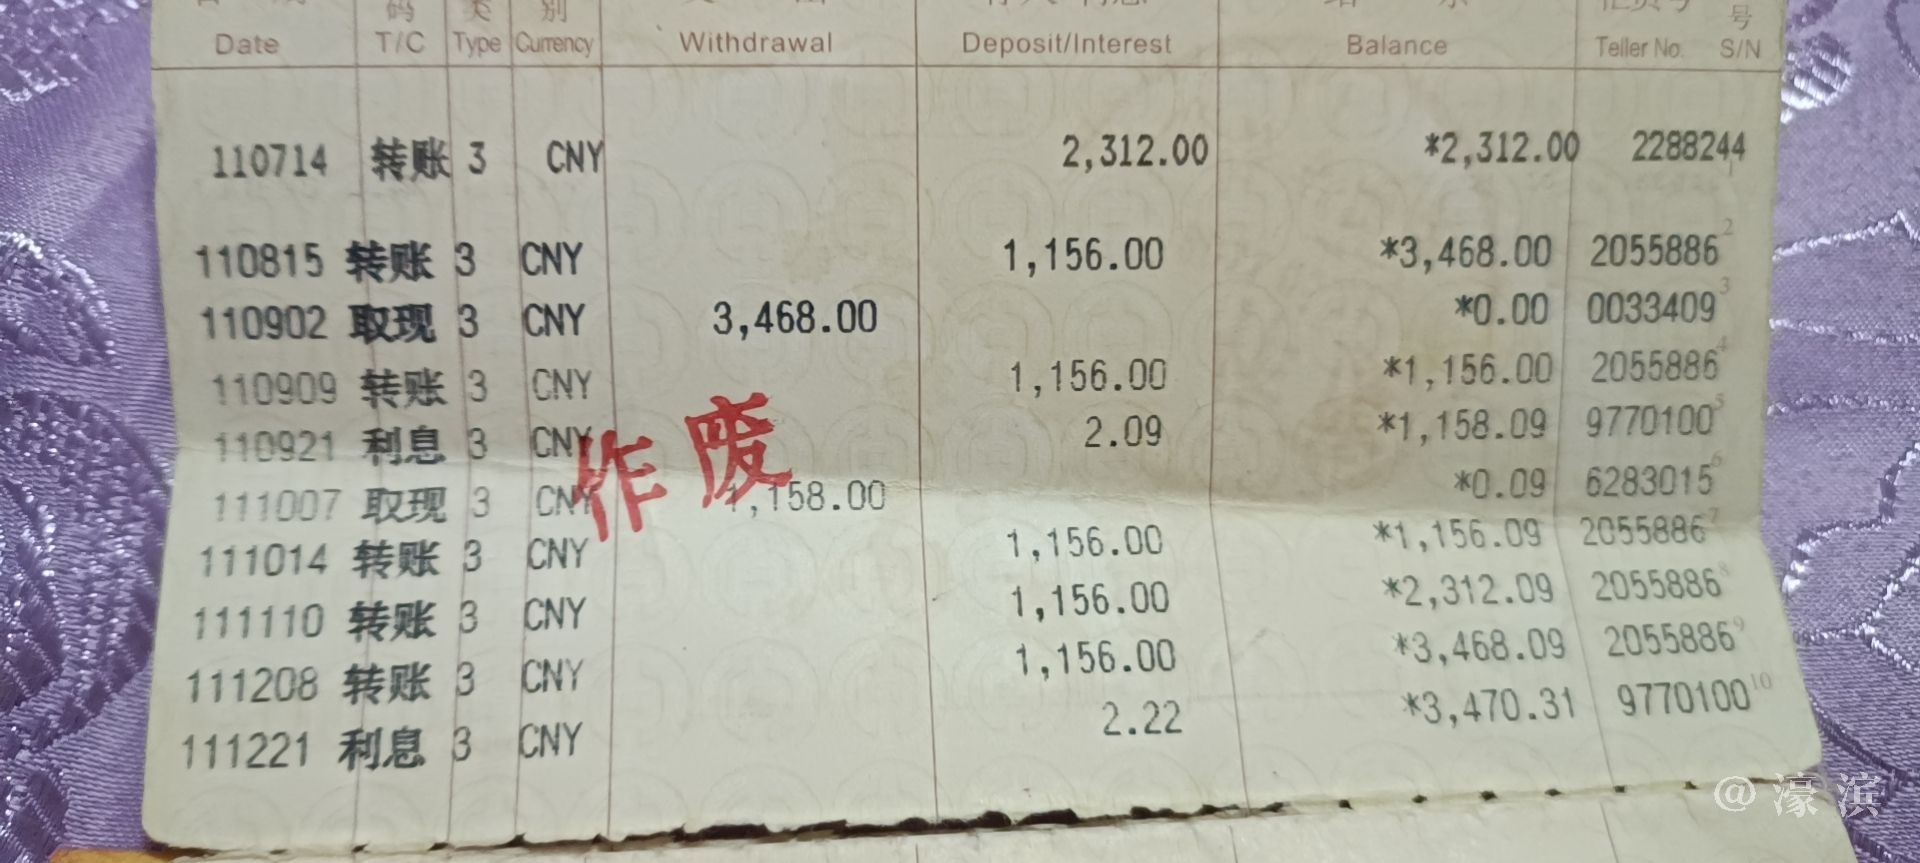 码 类 别
Date T/C Type Currency Withdrawal Deposit/Interest Balance Teller No. 号 S/N
110714 转账 3 CNY 2,312.00 *2,312.00 2288244 1
110815 转账 3 CNY 1,156.00 *3,468.00 2055886 2
110902 取现 3 CNY 3,468.00 *0.00 0033409 3
110909 转账 3 CNY 1,156.00 *1,156.00 2055886 4
110921 利息 3 CNY 2.09 *1,158.09 9770100 5
作废
111007 取现 3 CNY 1,158.00 *0.09 6283015 6
111014 转账 3 CNY 1,156.00 *1,156.09 2055886 7
111110 转账 3 CNY 1,156.00 *2,312.09 2055886 8
111208 转账 3 CNY 1,156.00 *3,468.09 2055886 9
111221 利息 3 CNY 2.22 *3,470.31 9770100 10
@濠滨